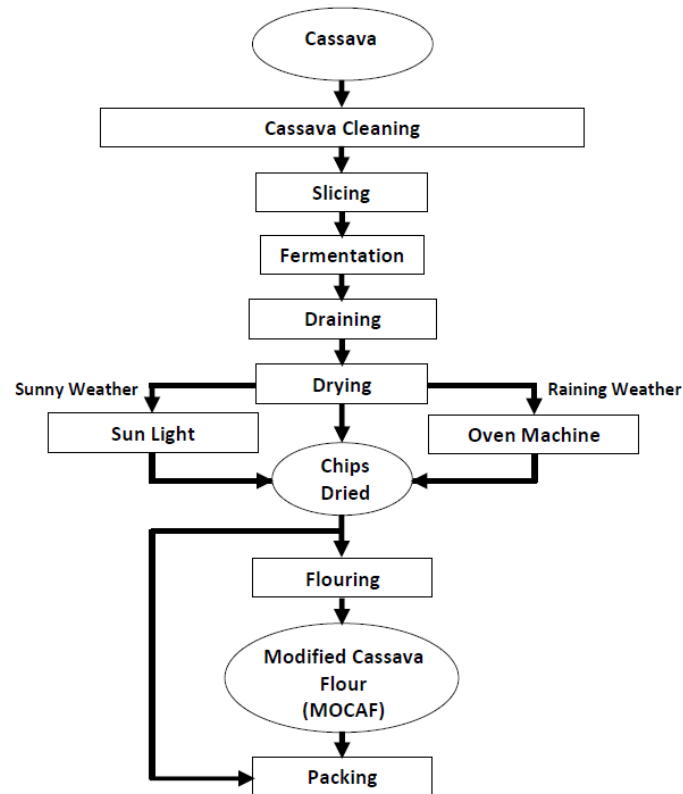 Cassava
Cassava Cleaning
Slicing
Fermentation
Draining
Drying
Sunny Weather
Raining Weather
Sun Light
Oven Machine
Chips
Dried
Flouring
Modified Cassava
Flour
(MOCAF)
Packing